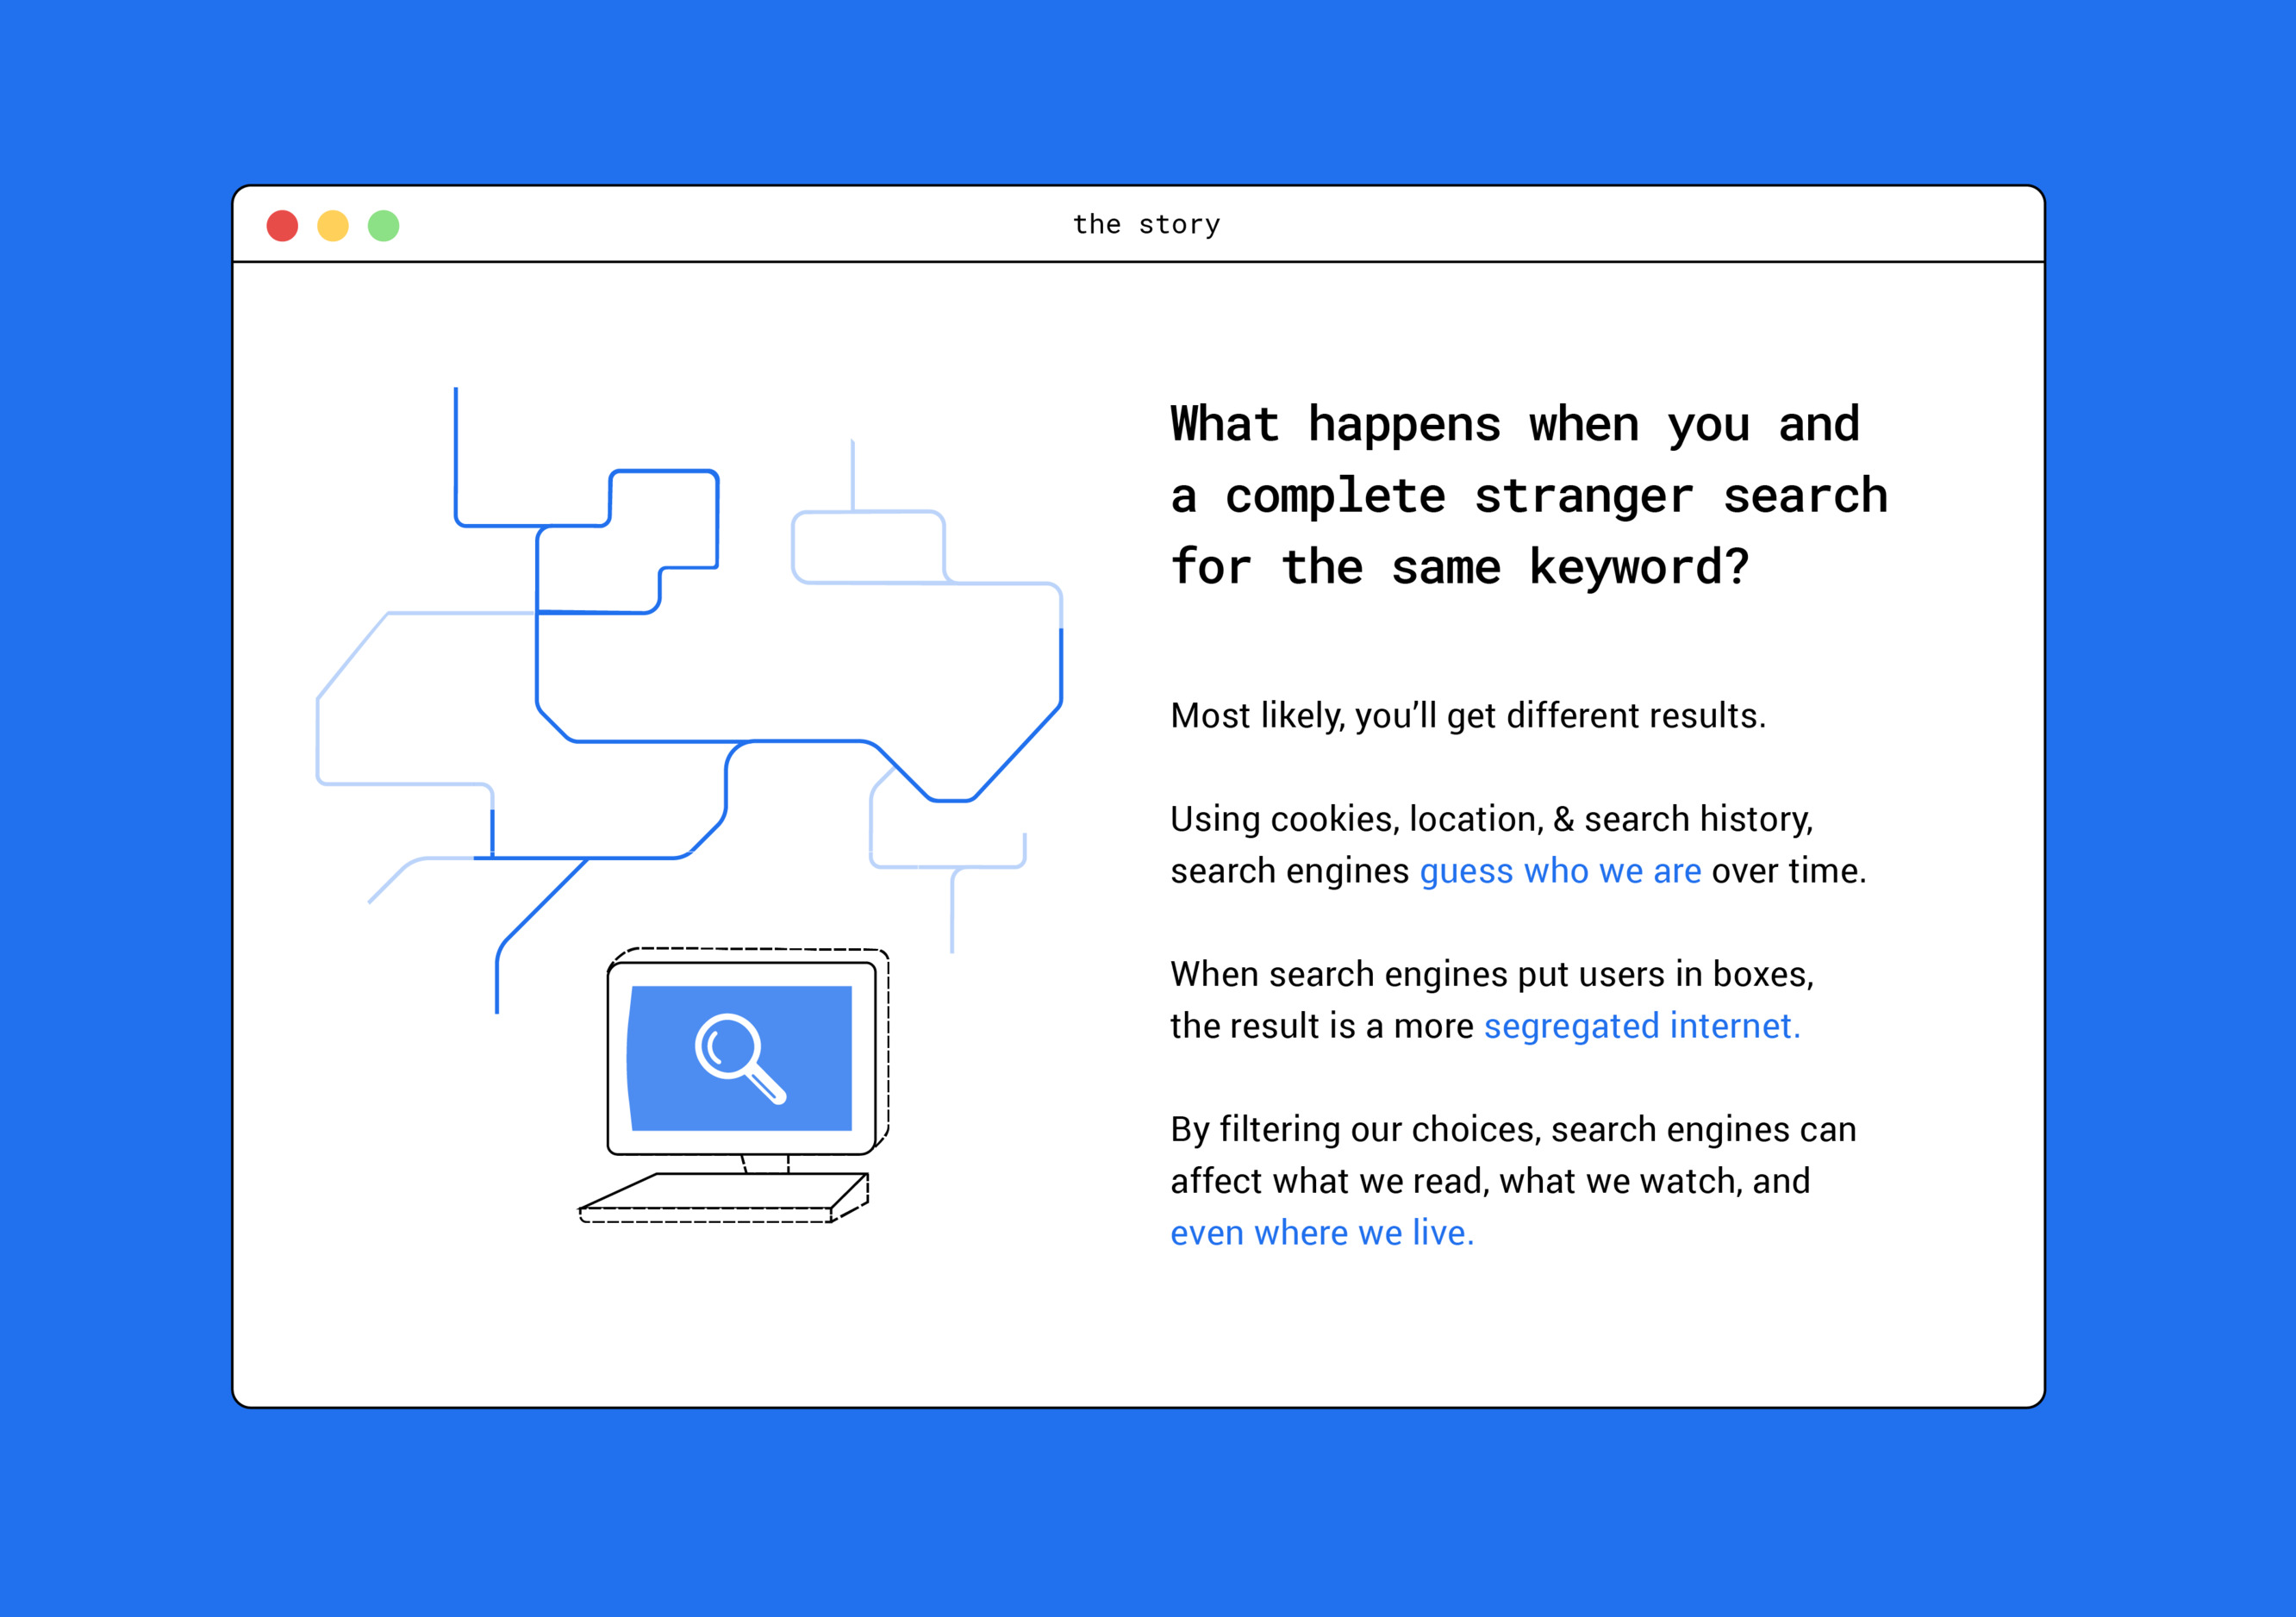 the story
What happens when you and
a complete stranger search
for the same keyword?
Most likely, you’ll get different results.
Using cookies, location, & search history,
search engines guess who we are over time.
When search engines put users in boxes,
the result is a more segregated internet.
By filtering our choices, search engines can
affect what we read, what we watch, and
even where we live.